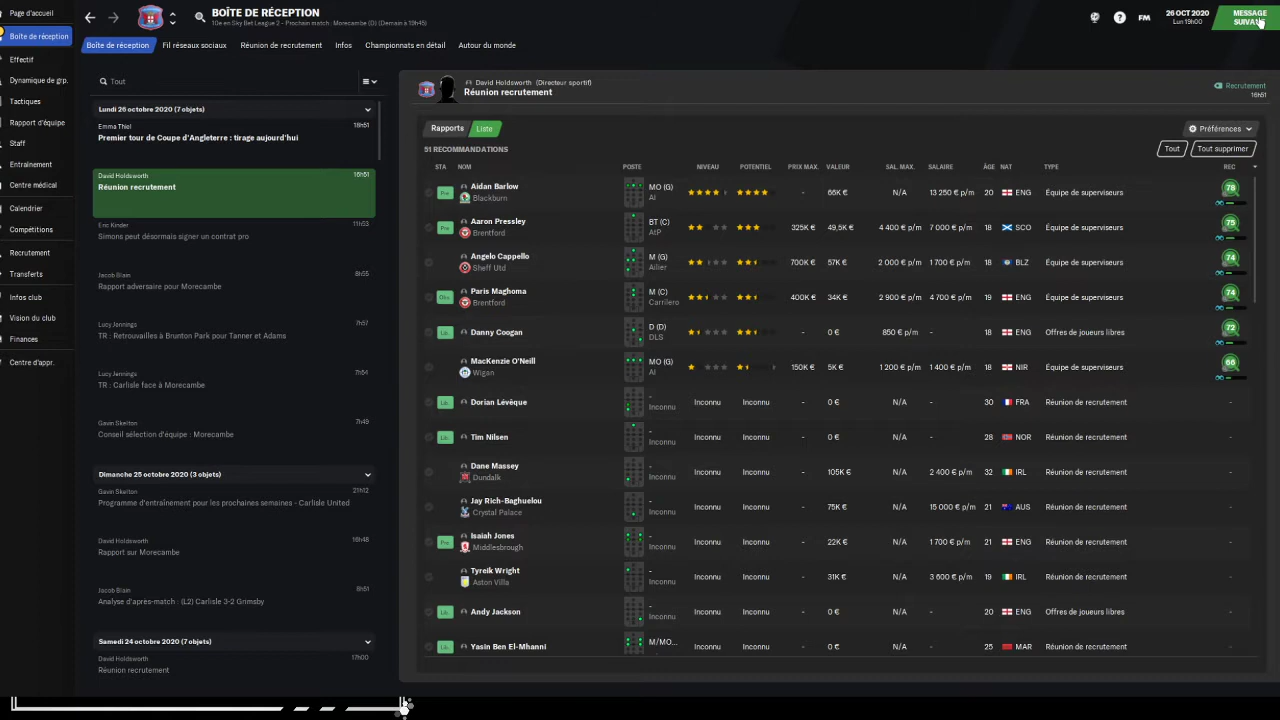 Page d'accueil
Boîte de réception
Effectif
Dynamique de grp.
Tactiques
Rapport d'équipe
Staff
Entraînement
Centre médical
Calendrier
Compétitions
Recrutement
Transferts
Infos club
Vision du club
Finances
Centre d'appr.
BOÎTE DE RÉCEPTION
10e en Sky Bet League 2 - Prochain match : Morecambe (D) (Demain à 19h45)
FM
26 OCT 2020
Lun 19h00
MESSAGE
SUIVANT
Boîte de réception
Fil réseaux sociaux
Réunion de recrutement
Infos
Championnats en détail
Autour du monde
Tout
Lundi 26 octobre 2020 (7 objets)
Emma Thiel 18h51
Premier tour de Coupe d'Angleterre : tirage aujourd'hui
David Holdsworth 16h51
Réunion recrutement
Eric Kinder 11h53
Simons peut désormais signer un contrat pro
Jacob Blain 8h55
Rapport adversaire pour Morecambe
Lucy Jennings 7h57
TR : Retrouvailles à Brunton Park pour Tanner et Adams
Lucy Jennings 7h54
TR : Carlisle face à Morecambe
Gavin Skelton 7h49
Conseil sélection d'équipe : Morecambe
Dimanche 25 octobre 2020 (3 objets)
Gavin Skelton 21h12
Programme d'entraînement pour les prochaines semaines - Carlisle United
David Holdsworth 16h48
Rapport sur Morecambe
Jacob Blain 8h51
Analyse d'après-match : (L2) Carlisle 3-2 Grimsby
Samedi 24 octobre 2020 (7 objets)
David Holdsworth 17h00
Réunion recrutement
David Holdsworth (Directeur sportif)
Réunion recrutement
Recrutement
16h51
Rapports Liste
Préférences
51 RECOMMANDATIONS
Tout Tout supprimer
STA NOM POSTE NIVEAU POTENTIEL PRIX MAX. VALEUR SAL. MAX. SALAIRE ÂGE NAT TYPE REC
Pré Aidan Barlow Blackburn MO (G) AI - 66K € N/A 13 250 € p/m 20 ENG Équipe de superviseurs 78
Pré Aaron Pressley Brentford BT (C) AtP 325K € 49,5K € 4 400 € p/m 7 000 € p/m 18 SCO Équipe de superviseurs 75
Angelo Cappello Sheff Utd M (G) Ailier 700K € 57K € 2 000 € p/m 1 700 € p/m 18 BLZ Équipe de superviseurs 74
Obs Paris Maghoma Brentford M (C) Carrilero 400K € 34K € 2 900 € p/m 4 700 € p/m 19 ENG Équipe de superviseurs 74
Lib. Danny Coogan D (D) DLS - 0 € 850 € p/m - 18 ENG Offres de joueurs libres 72
MacKenzie O'Neill Wigan MO (G) AI 150K € 5K € 1 200 € p/m 1 400 € p/m 18 NIR Équipe de superviseurs 66
Lib. Dorian Lévêque - Inconnu Inconnu Inconnu - 0 € N/A - 30 FRA Réunion de recrutement -
Lib. Tim Nilsen - Inconnu Inconnu Inconnu - 0 € N/A - 28 NOR Réunion de recrutement -
Dane Massey Dundalk - Inconnu Inconnu Inconnu - 105K € N/A 2 400 € p/m 32 IRL Réunion de recrutement -
Jay Rich-Baghuelou Crystal Palace - Inconnu Inconnu Inconnu - 75K € N/A 15 000 € p/m 21 AUS Réunion de recrutement -
Pré Isaiah Jones Middlesbrough - Inconnu Inconnu Inconnu - 22K € N/A 1 700 € p/m 21 ENG Réunion de recrutement -
Tyreik Wright Aston Villa - Inconnu Inconnu Inconnu - 31K € N/A 3 600 € p/m 19 IRL Réunion de recrutement -
Lib. Andy Jackson - Inconnu Inconnu Inconnu - 0 € N/A - 20 ENG Offres de joueurs libres -
Lib. Yasin Ben El-Mhanni M/MO... Inconnu Inconnu - 0 € N/A - 25 MAR Réunion de recrutement -